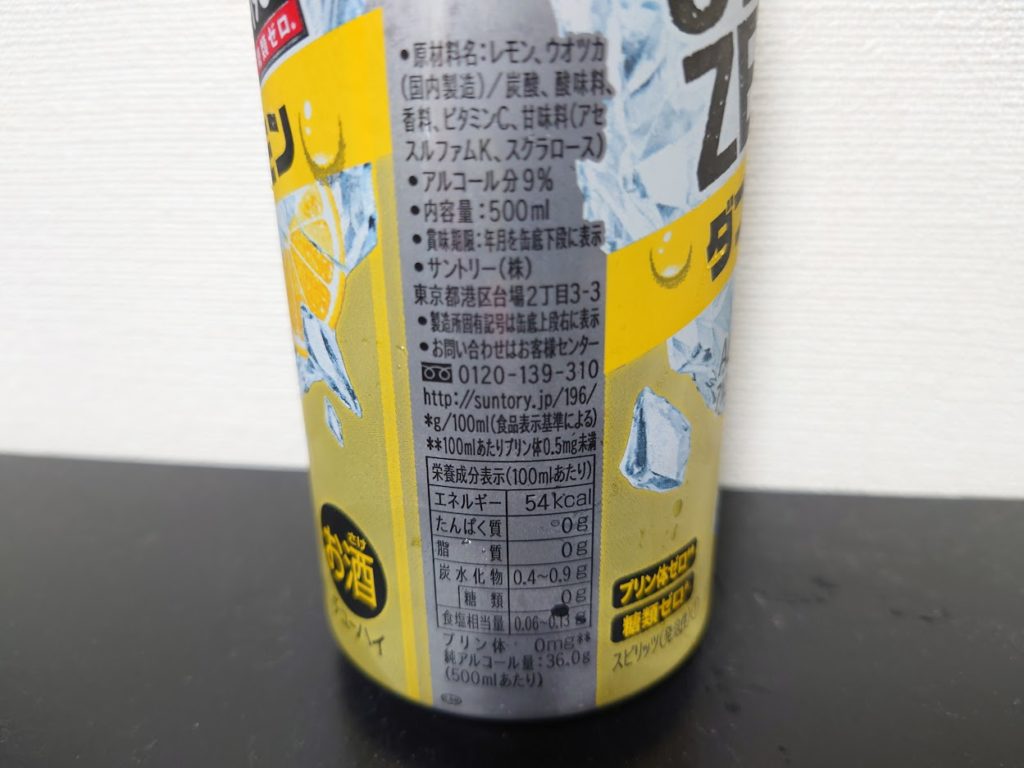 類ゼロ。
ン
ZE
ダブ
• 原材料名：レモン、ウオツカ
(国内製造)／炭酸、酸味料、
香料、ビタミンC、甘味料(アセ
スルファムK、スクラロース)
• アルコール分9%
• 内容量：500ml
• 賞味期限：年月を缶底下段に表示
• サントリー(株)
東京都港区台場2丁目3-3
• 製造所固有記号は缶底上段右に表示
• お問い合わせはお客様センター
0120-139-310
http://suntory.jp/196/
*g/100ml(食品表示基準による)
**100mlあたりプリン体0.5mg未満
栄養成分表示(100mlあたり)
エネルギー 54kcal
たんぱく質 0g
脂質 0g
炭水化物 0.4~0.9g
糖類 0g
食塩相当量 0.06~0.13g
プリン体 0mg**
純アルコール量：36.0g
(500mlあたり)
さけ
お酒
チューハイ
プリン体ゼロ**
糖類ゼロ*
スピリッツ(発泡性)①